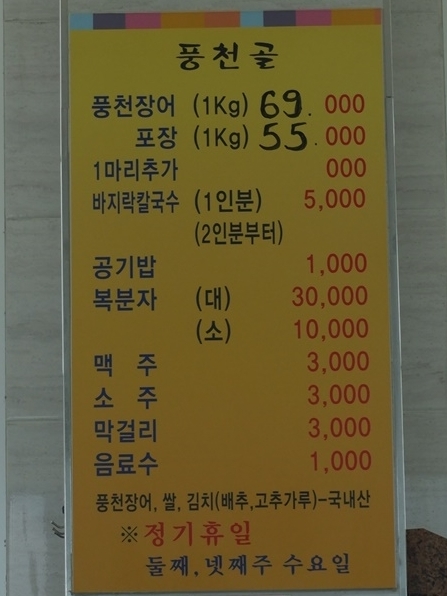 풍천골
풍천장어 (1Kg) 69.000
포장 (1Kg) 55.000
1마리추가 000
바지락칼국수 (1인분) 5,000
(2인분부터)
공기밥 1,000
복분자 (대) 30,000
(소) 10,000
맥 주 3,000
소 주 3,000
막걸리 3,000
음료수 1,000
풍천장어, 쌀, 김치(배추,고추가루)-국내산
※정기휴일
둘째,넷째주 수요일